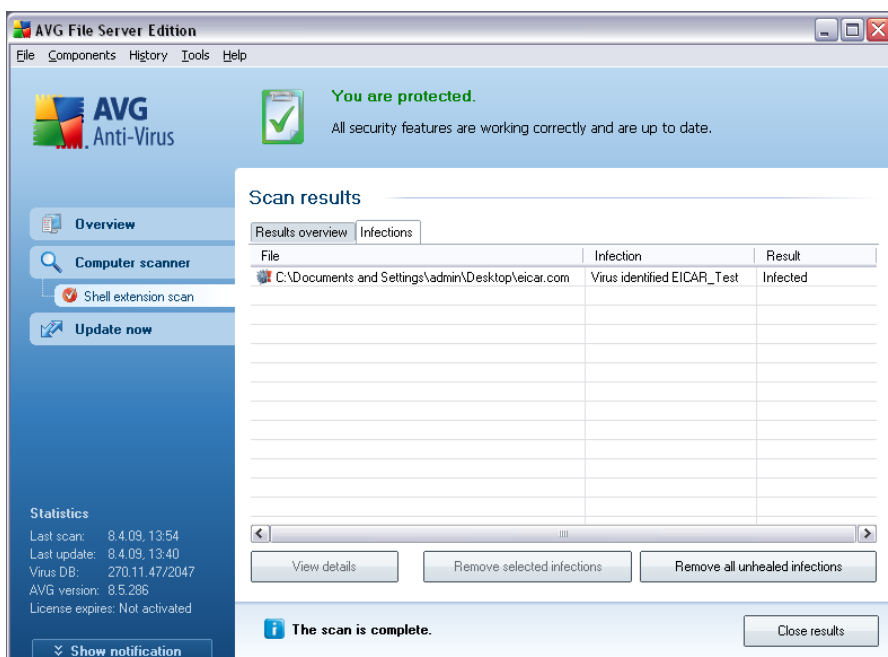 AVG File Server Edition
File Components History Tools Help
AVG
Anti-Virus
You are protected.
All security features are working correctly and are up to date.
Overview
Computer scanner
Shell extension scan
Update now
Scan results
Results overview Infections
File Infection Result
C:\Documents and Settings\admin\Desktop\eicar.com Virus identified EICAR_Test Infected
Statistics
Last scan: 8.4.09, 13:54
Last update: 8.4.09, 13:40
Virus DB: 270.11.47/2047
AVG version: 8.5.286
License expires: Not activated
Show notification
View details Remove selected infections Remove all unhealed infections
The scan is complete.
Close results